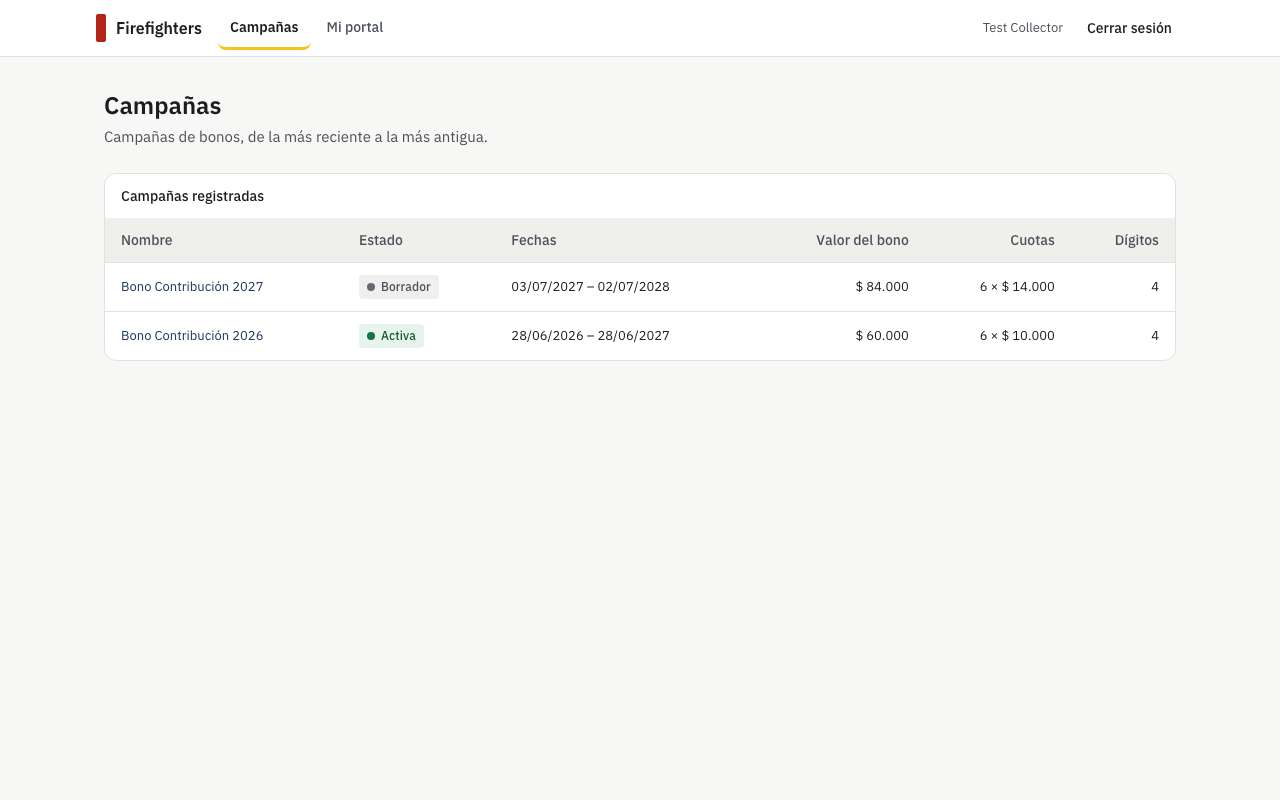 Firefighters Campañas Mi portal Test Collector Cerrar sesión
Campañas
Campañas de bonos, de la más reciente a la más antigua.
Campañas registradas
Nombre Estado Fechas Valor del bono Cuotas Dígitos
Bono Contribución 2027 Borrador 03/07/2027 – 02/07/2028 $ 84.000 6 × $ 14.000 4
Bono Contribución 2026 Activa 28/06/2026 – 28/06/2027 $ 60.000 6 × $ 10.000 4